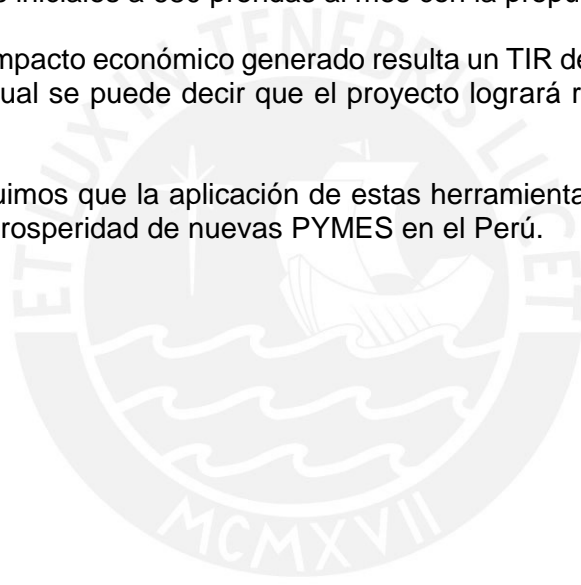 iniciales a
al mes con la
mpacto económico generado resulta un TIR de
ual se puede decir que el proyecto logrará
uimos que la aplicación de estas herramienta
rosperidad de nuevas PYMES en el Perú.
ET LUX IN TENEBRIS LUCET
MCMXVII